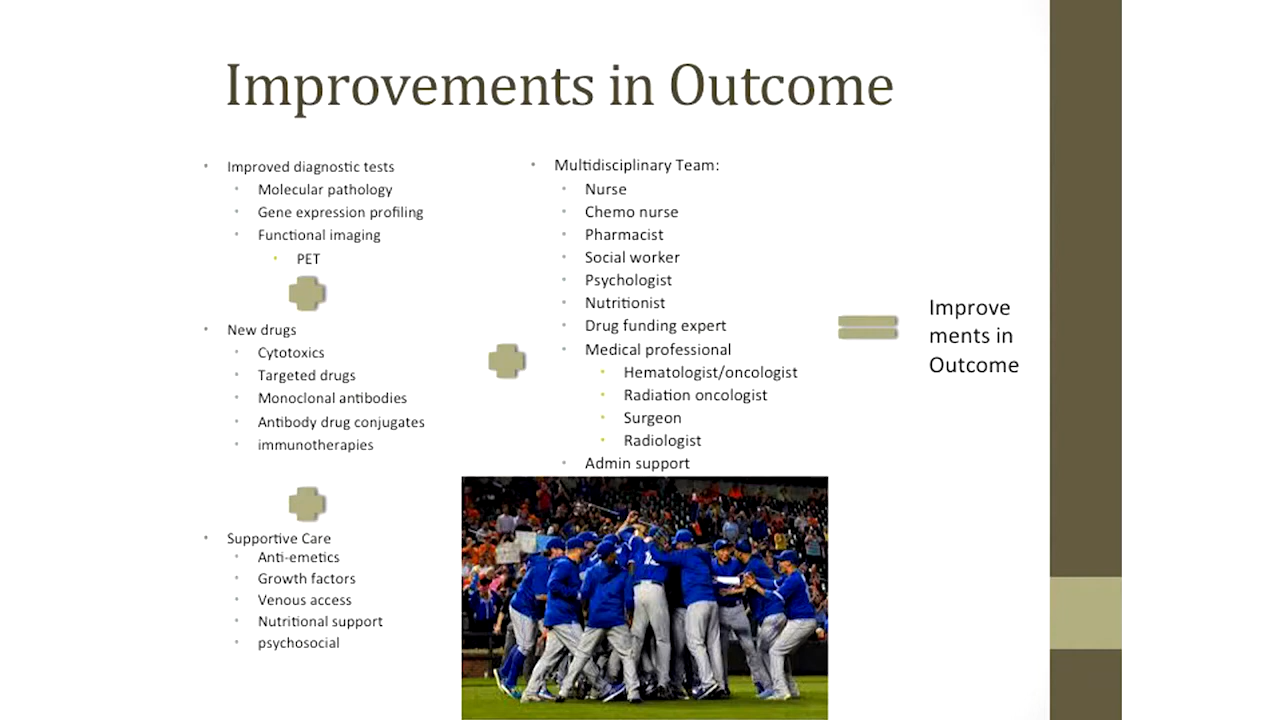 Improvements in Outcome
Improved diagnostic tests
Molecular pathology
Gene expression profiling
Functional imaging
PET
New drugs
Cytotoxics
Targeted drugs
Monoclonal antibodies
Antibody drug conjugates
immunotherapies
Supportive Care
Anti-emetics
Growth factors
Venous access
Nutritional support
psychosocial
Multidisciplinary Team:
Nurse
Chemo nurse
Pharmacist
Social worker
Psychologist
Nutritionist
Drug funding expert
Medical professional
Hematologist/oncologist
Radiation oncologist
Surgeon
Radiologist
Admin support
Improve
ments in
Outcome